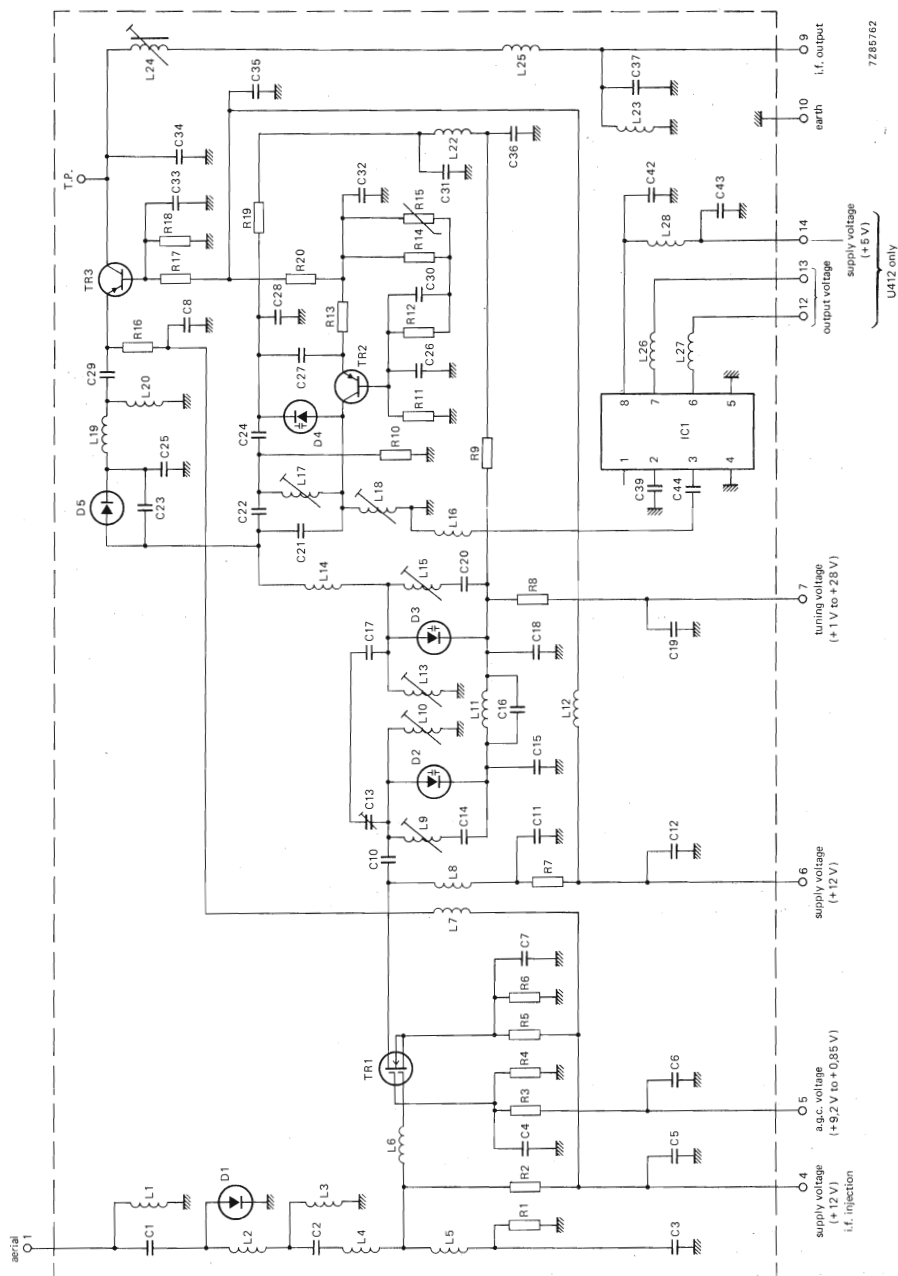 aerial
1
L1
C1
D1
L2
L3
C2
L4
L5
R1
C3
L6
TR1
R2
C4
R3
R4
R5
R6
C7
C5
C6
4
supply voltage
(+12 V)
i.f. injection
5
a.g.c. voltage
(+9,2 V to +0,85 V)
L7
L8
C10
R7
C11
C12
6
supply voltage
(+12 V)
L9
C13
C14
D2
C15
L10
L11
C16
L12
L13
C17
D3
C18
L15
C20
L14
R8
C19
7
tuning voltage
(+1 V to +28 V)
D5
C23
C25
L19
L20
C29
R16
C8
TR3
R17
R18
C33
T.P.
C34
L24
C35
C21
C22
L17
L18
L16
C24
D4
R10
R9
C27
C28
TR2
R11
C26
R12
C30
R13
R20
R14
R15
C32
R19
L22
C31
C36
C39
C44
IC1
1
2
3
4
5
6
7
8
L26
L27
12
13
output voltage
L28
C42
C43
14
supply voltage
(+5 V)
U412 only
10
earth
L23
C37
L25
9
i.f. output
7Z85762